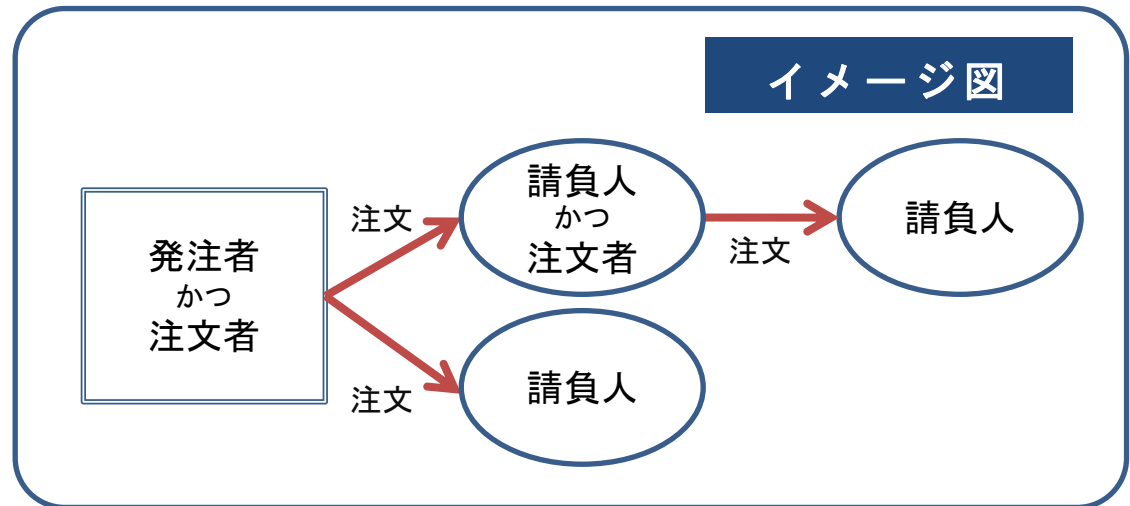 イメージ図
発注者
かつ
注文者
注文
注文
請負人
かつ
注文者
請負人
注文
請負人